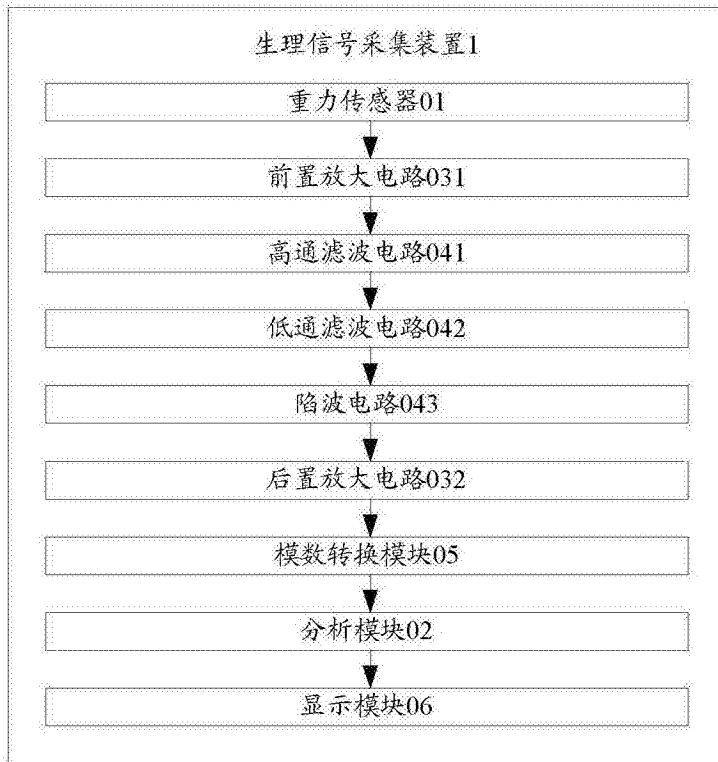 生理信号采集装置1
重力传感器01
前置放大电路031
高通滤波电路041
低通滤波电路042
陷波电路043
后置放大电路032
模数转换模块05
分析模块02
显示模块06